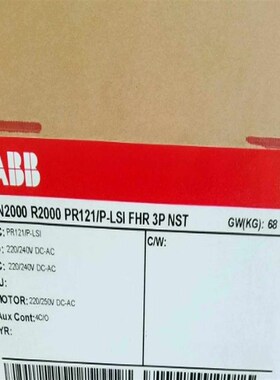 ABB
N2000 R2000 PR121/P-LSI FHR 3P NST
GW(KG): 68
: PR121/P-LSI
C/W:
: 220/240V DC-AC
: 220/240V DC-AC
U:
MOTOR: 220/250V DC-AC
Aux Cont: 4C/O
YR: